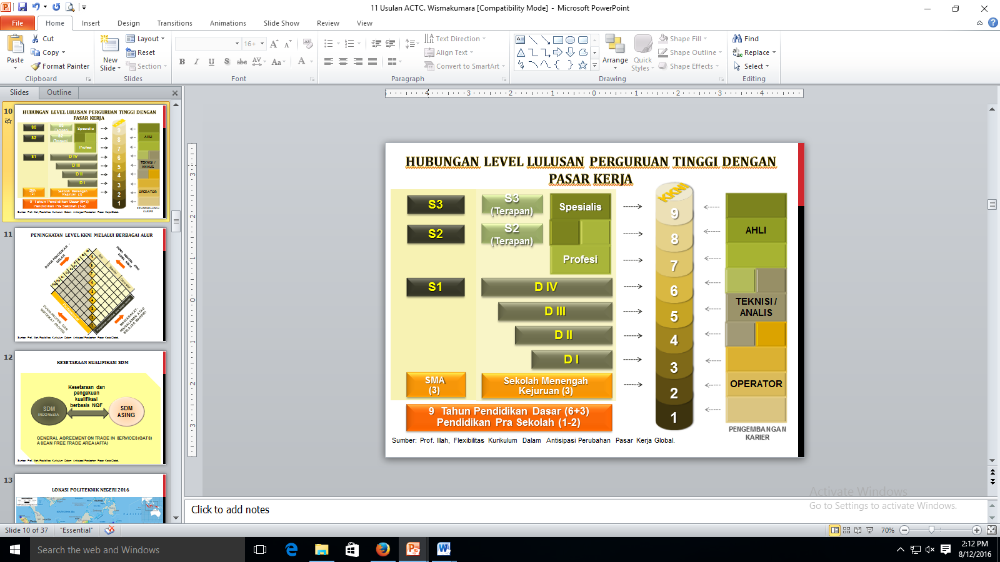 11 Usulan ACTC. Wismakumara [Compatibility Mode] - Microsoft PowerPoint
File Home Insert Design Transitions Animations Slide Show Review View
Paste
Cut
Copy
Format Painter
Clipboard
New
Slide
Layout
Reset
Section
Slides
16+
B I U S abc AV Aa A
Font
Text Direction
Align Text
Convert to SmartArt
Paragraph
Arrange
Quick
Styles
Shape Fill
Shape Outline
Shape Effects
Drawing
Find
Replace
Select
Editing
Slides Outline
10
HUBUNGAN LEVEL LULUSAN PERGURUAN TINGGI DENGAN
PASAR KERJA
11
PENINGKATAN LEVEL KKNI MELALUI BERBAGAI ALUR
12
KESETARAAN KUALIFIKASI SDM
Kesetaraan dan
pengakuan
kualifikasi
berbasis NQF
SDM
INDONESIA
SDM
ASING
GENERAL AGREEMENT ON TRADE IN SERVICES (GATS)
ASEAN FREE TRADE AREA (AFTA)
13
LOKASI POLITEKNIK NEGERI 2016
HUBUNGAN LEVEL LULUSAN PERGURUAN TINGGI DENGAN
PASAR KERJA
KKNI
S3
S3
(Terapan)
Spesialis
9
S2
S2
(Terapan)
8
AHLI
Profesi
7
S1
D IV
6
D III
5
TEKNISI /
ANALIS
D II
4
D I
3
SMA
(3)
Sekolah Menengah
Kejuruan (3)
2
OPERATOR
9 Tahun Pendidikan Dasar (6+3)
Pendidikan Pra Sekolah (1-2)
1
PENGEMBANGAN
KARIER
Sumber: Prof. Illah, Flexibilitas Kurikulum Dalam Antisipasi Perubahan Pasar Kerja Global.
Click to add notes
Activate Windows
Go to Settings to activate Windows.
Slide 10 of 37 "Essential" 70%
Search the web and Windows
2:12 PM
8/12/2016